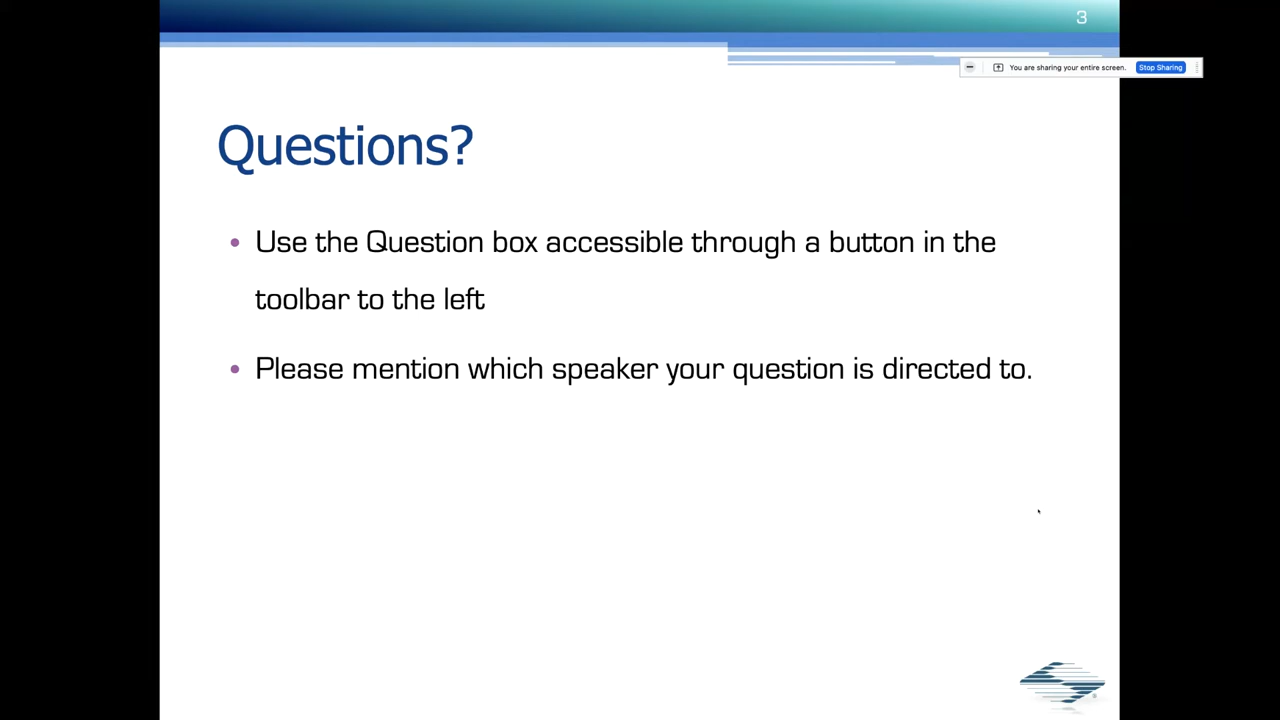 3
You are sharing your entire screen. Stop Sharing
Questions?
• Use the Question box accessible through a button in the
toolbar to the left
• Please mention which speaker your question is directed to.